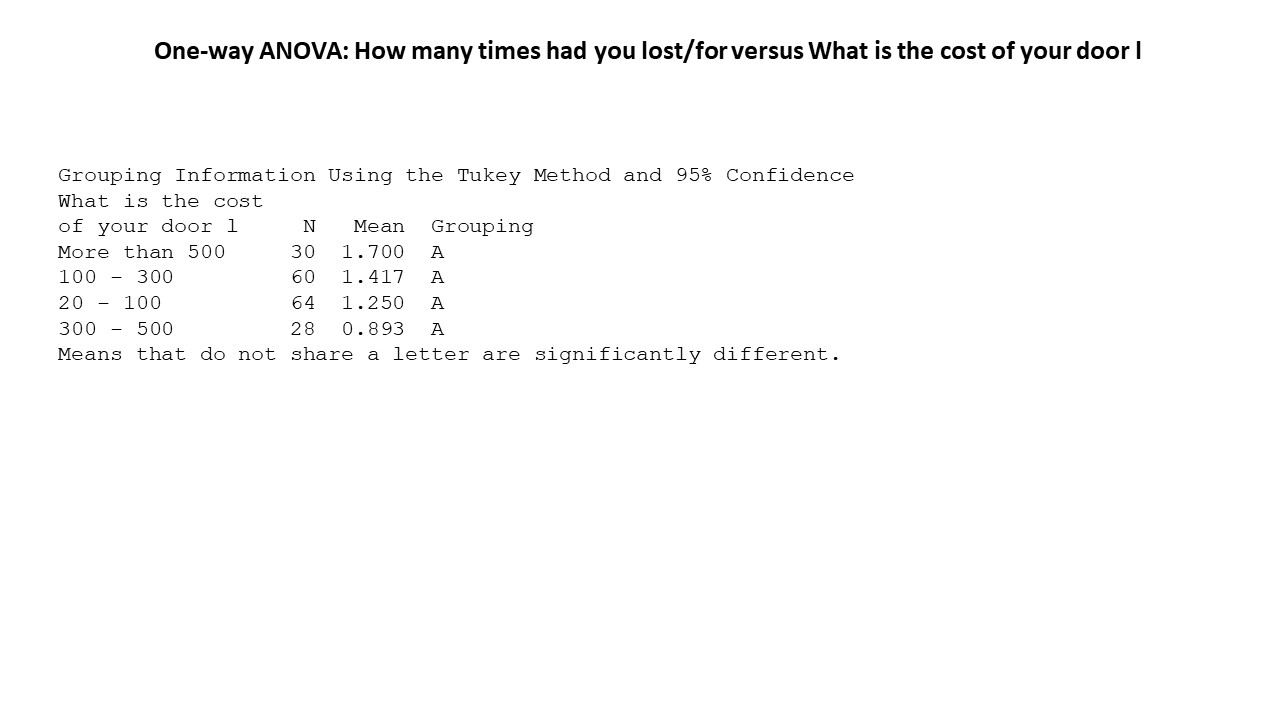 One-way ANOVA: How many times had you lost/for versus What is the cost of your door l
Grouping Information Using the Tukey Method and 95% Confidence
What is the cost
of your door l N Mean Grouping
More than 500 30 1.700 A
100 – 300 60 1.417 A
20 – 100 64 1.250 A
300 – 500 28 0.893 A
Means that do not share a letter are significantly different.